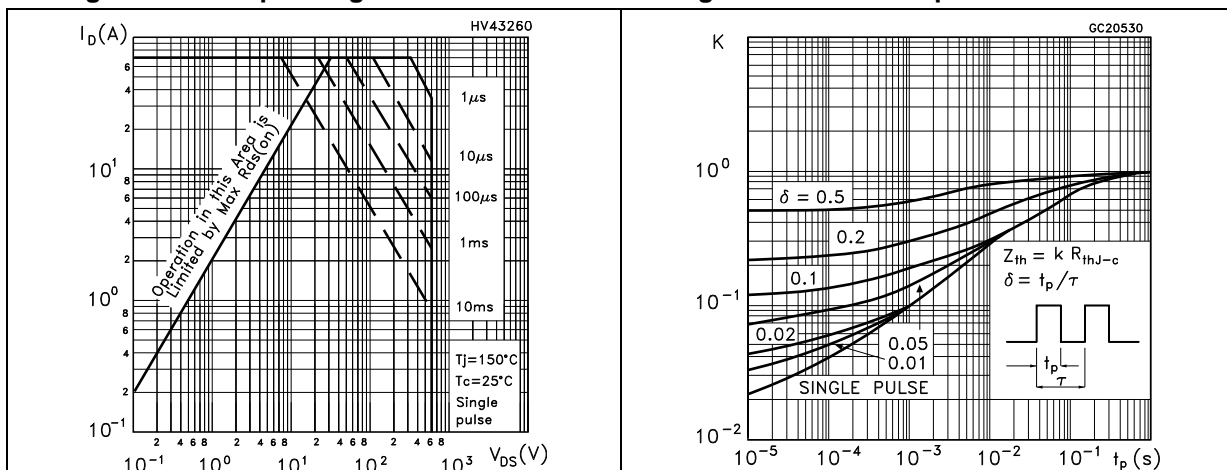 HV43260
I_D(A)
6
4
2
10^1
8
6
4
2
10^0
8
6
4
2
10^-1
Operation in this Area is
Limited by Max Rds(on)
1μs
10μs
100μs
1ms
10ms
Tj=150°C
Tc=25°C
Single
pulse
2 4 6 8 2 4 6 8 2 4 6 8 2 4 6 8
10^-1 10^0 10^1 10^2 10^3 V_DS(V)
GC20530
K
10^0
10^-1
10^-2
δ = 0.5
0.2
0.1
0.02
0.05
0.01
SINGLE PULSE
Z_th = k R_thJ-c
δ = t_p/τ
t_p
τ
10^-5 10^-4 10^-3 10^-2 10^-1 t_p(s)